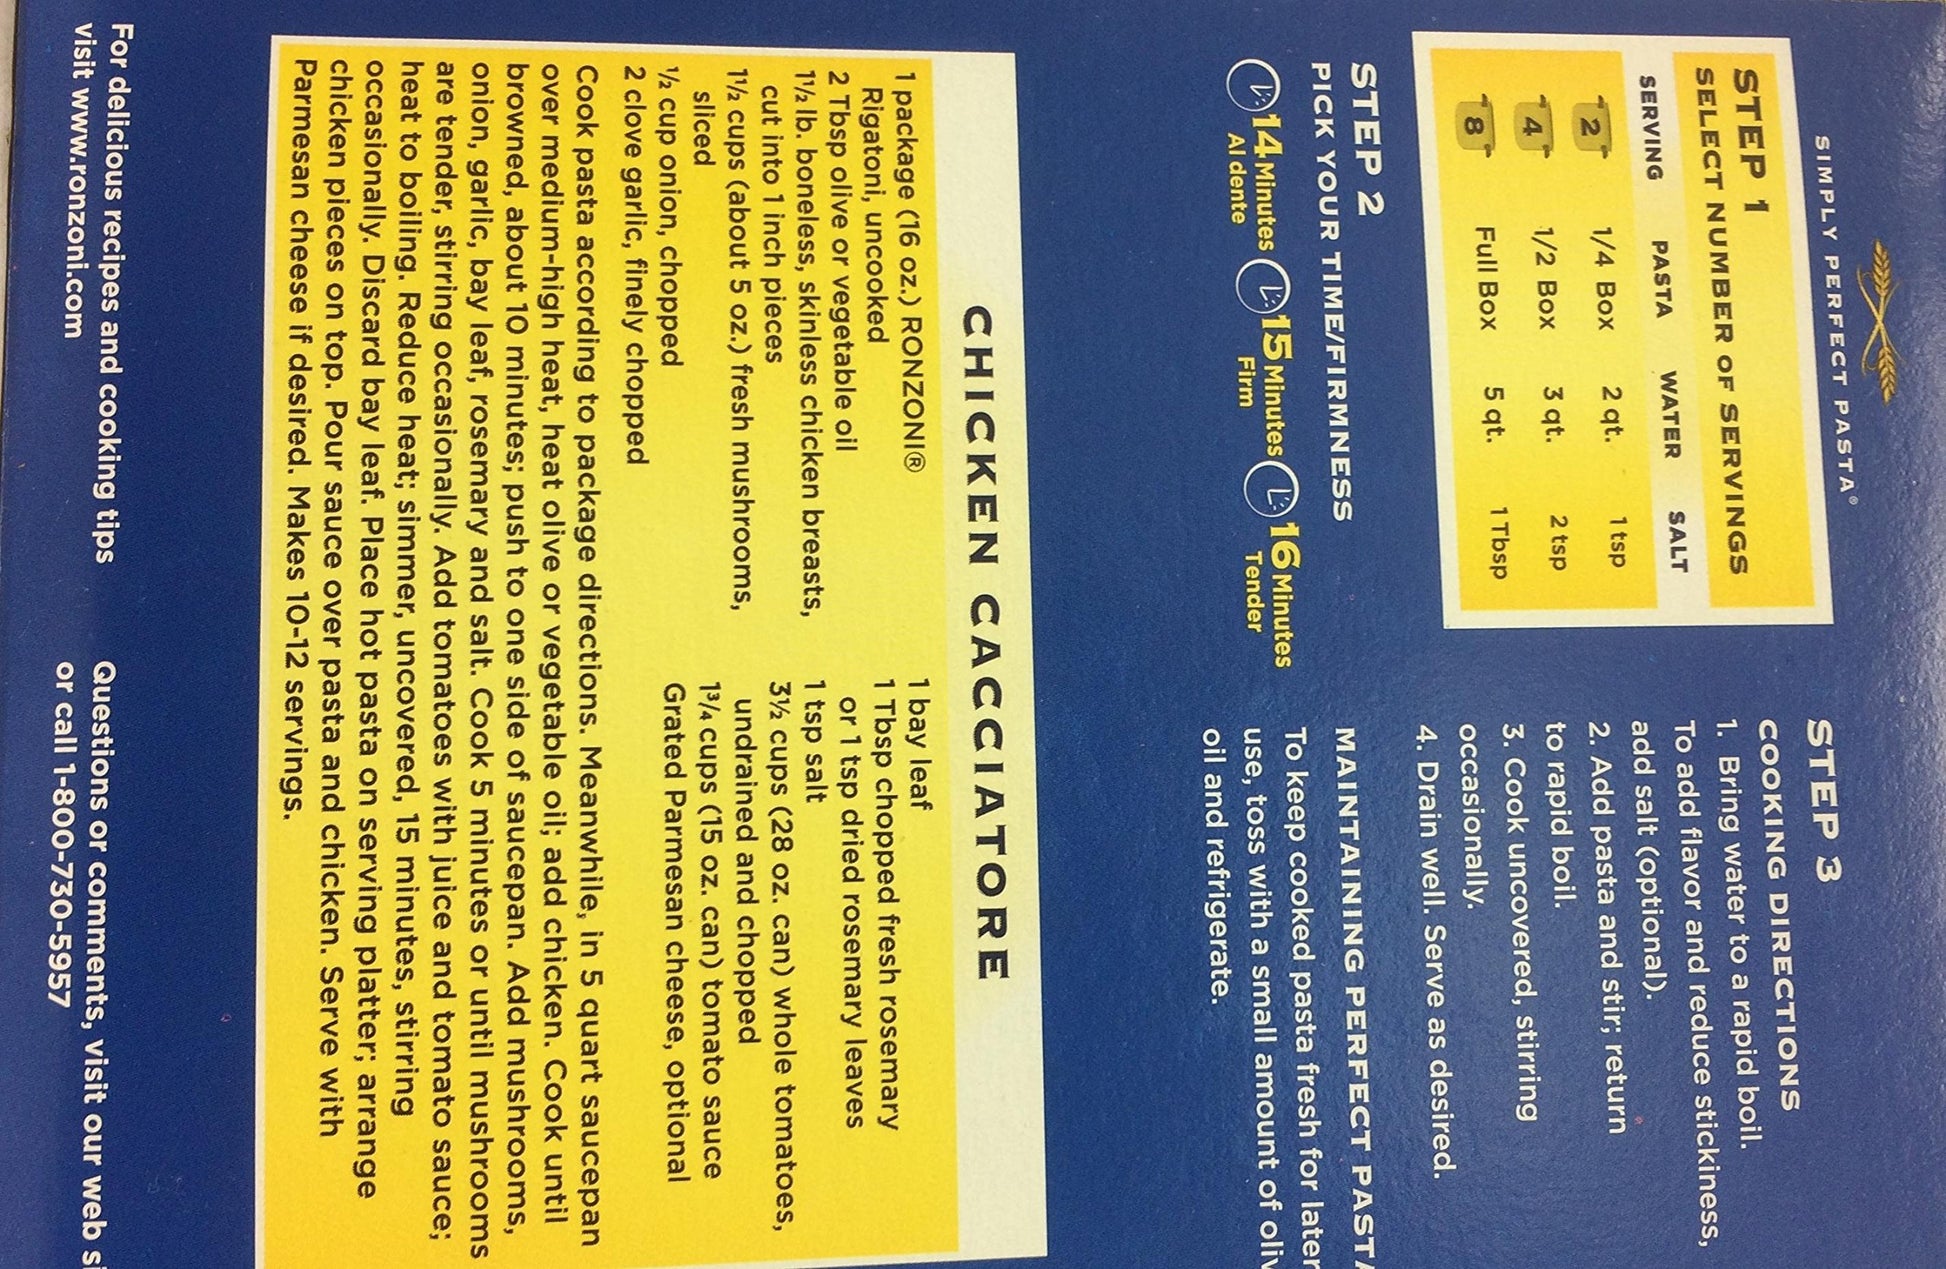 SIMPLY PERFECT PASTA®
STEP 1
SELECT NUMBER OF SERVINGS
SERVING PASTA WATER SALT
2 1/4 Box 2 qt. 1 tsp
4 1/2 Box 3 qt. 2 tsp
8 Full Box 5 qt. 1 Tbsp
STEP 2
PICK YOUR TIME/FIRMNESS
14 Minutes 15 Minutes 16 Minutes
Al dente Firm Tender
STEP 3
COOKING DIRECTIONS
1. Bring water to a rapid boil.
To add flavor and reduce stickiness,
add salt (optional).
2. Add pasta and stir; return
to rapid boil.
3. Cook uncovered, stirring
occasionally.
4. Drain well. Serve as desired.
MAINTAINING PERFECT PASTA
To keep cooked pasta fresh for later
use, toss with a small amount of oliv
oil and refrigerate.
CHICKEN CACCIATORE
1 package (16 oz.) RONZONI®
Rigatoni, uncooked
2 Tbsp olive or vegetable oil
1½ lb. boneless, skinless chicken breasts,
cut into 1 inch pieces
1½ cups (about 5 oz.) fresh mushrooms,
sliced
½ cup onion, chopped
2 clove garlic, finely chopped
1 bay leaf
1 Tbsp chopped fresh rosemary
or 1 tsp dried rosemary leaves
1 tsp salt
3½ cups (28 oz. can) whole tomatoes,
undrained and chopped
1¾ cups (15 oz. can) tomato sauce
Grated Parmesan cheese, optional
Cook pasta according to package directions. Meanwhile, in 5 quart saucepan
over medium-high heat, heat olive or vegetable oil; add chicken. Cook until
browned, about 10 minutes; push to one side of saucepan. Add mushrooms,
onion, garlic, bay leaf, rosemary and salt. Cook 5 minutes or until mushrooms
are tender, stirring occasionally. Add tomatoes with juice and tomato sauce;
heat to boiling. Reduce heat; simmer, uncovered, 15 minutes, stirring
occasionally. Discard bay leaf. Place hot pasta on serving platter; arrange
chicken pieces on top. Pour sauce over pasta and chicken. Serve with
Parmesan cheese if desired. Makes 10-12 servings.
For delicious recipes and cooking tips
visit www.ronzoni.com
Questions or comments, visit our web si
or call 1-800-730-5957